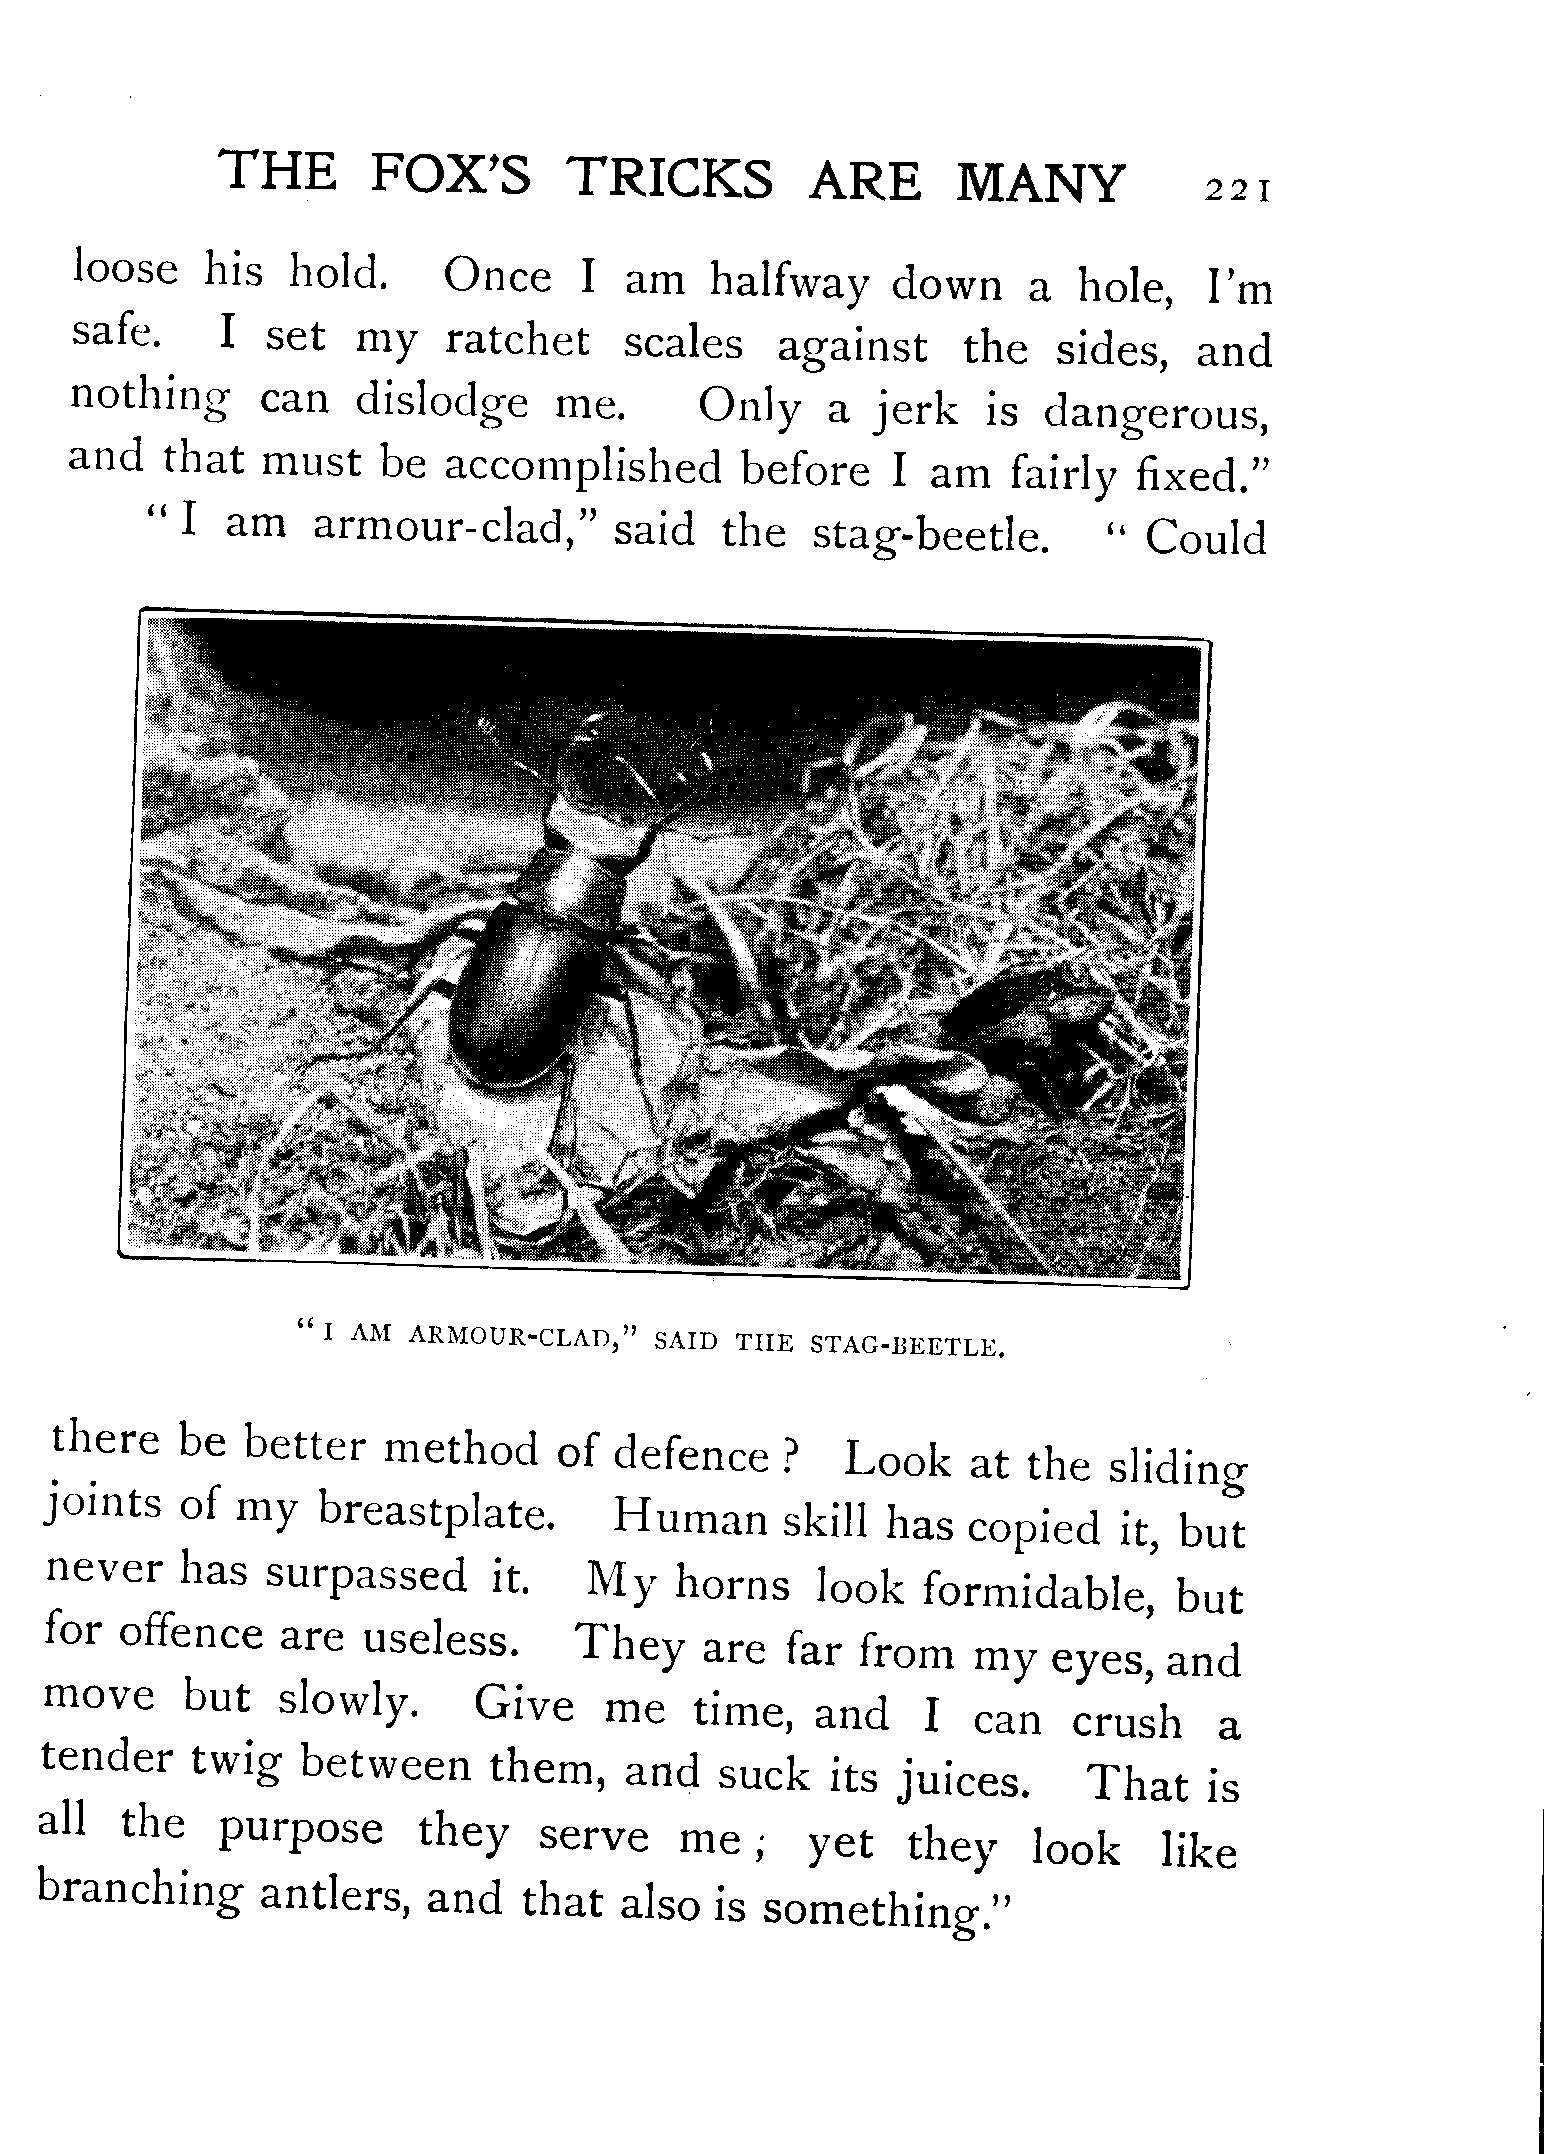 THE FOX'S TRICKS ARE MANY 221
loose his hold. Once I am halfway down a hole, I'm
safe. I set my ratchet scales against the sides, and
nothing can dislodge me. Only a jerk is dangerous,
and that must be accomplished before I am fairly fixed.”
“I am armour-clad,” said the stag-beetle. “Could
“I AM ARMOUR-CLAD,” SAID THE STAG-BEETLE.
there be better method of defence? Look at the sliding
joints of my breastplate. Human skill has copied it, but
never has surpassed it. My horns look formidable, but
for offence are useless. They are far from my eyes, and
move but slowly. Give me time, and I can crush a
tender twig between them, and suck its juices. That is
all the purpose they serve me; yet they look like
branching antlers, and that also is something.”